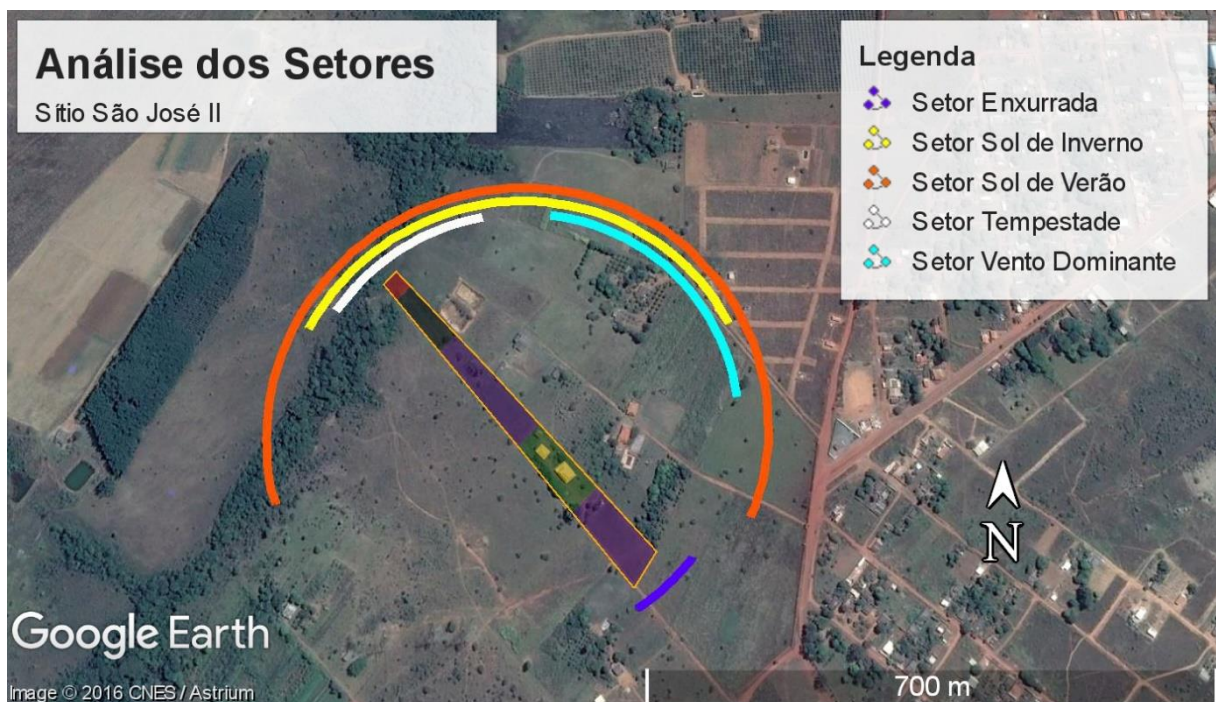 Análise dos Setores
Sítio São José II
Legenda
Setor Enxurrada
Setor Sol de Inverno
Setor Sol de Verão
Setor Tempestade
Setor Vento Dominante
N
Google Earth
Image © 2016 CNES / Astrium
700 m